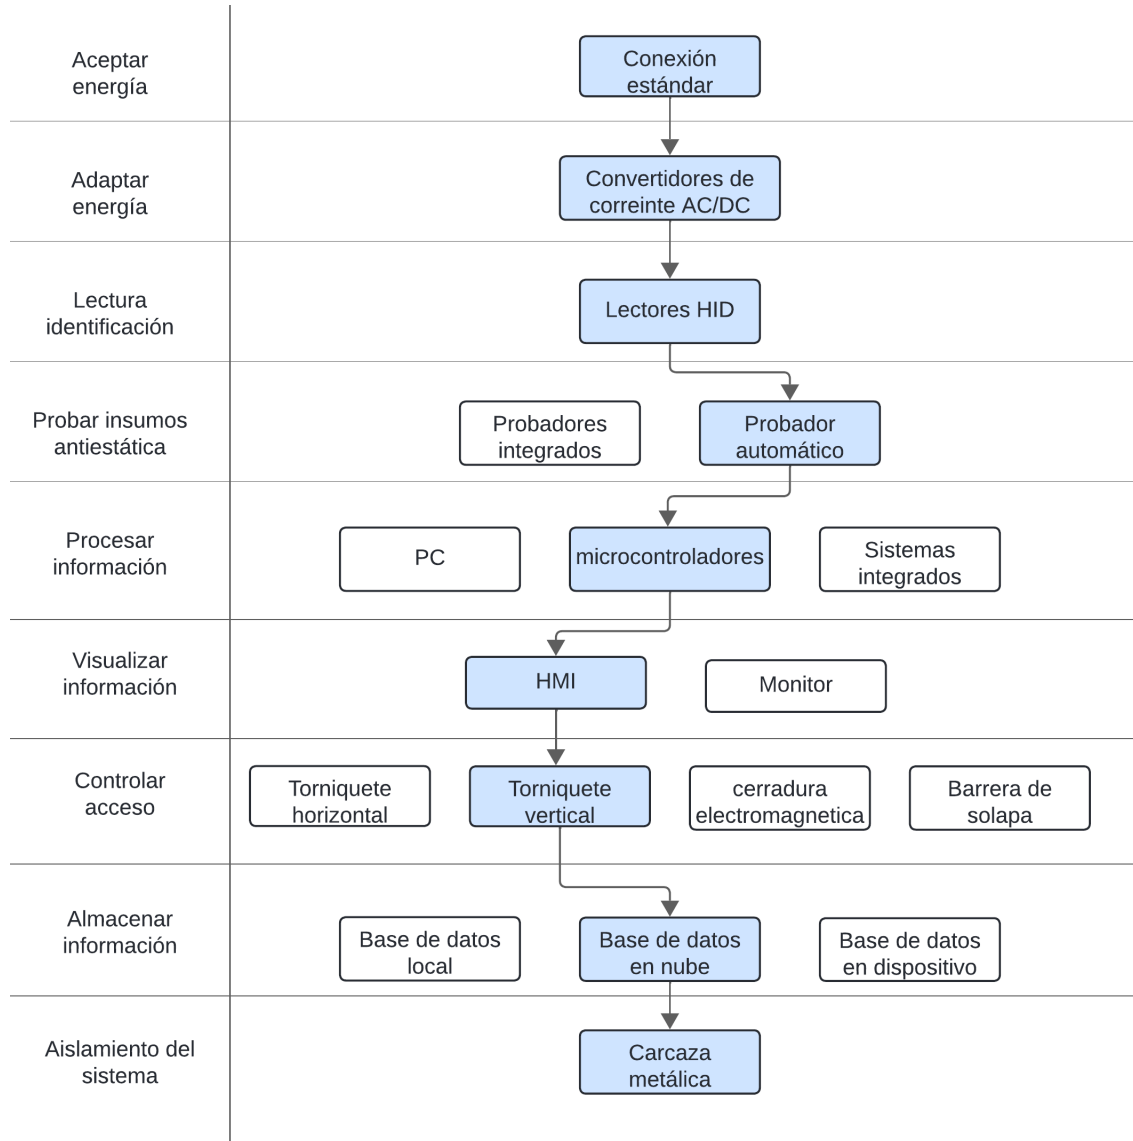 Aceptar
energía
Conexión
estándar
Adaptar
energía
Convertidores de
correinte AC/DC
Lectura
identificación
Lectores HID
Probar insumos
antiestática
Probadores
integrados
Probador
automático
Procesar
información
PC
microcontroladores
Sistemas
integrados
Visualizar
información
HMI
Monitor
Controlar
acceso
Torniquete
horizontal
Torniquete
vertical
cerradura
electromagnetica
Barrera de
solapa
Almacenar
información
Base de datos
local
Base de datos
en nube
Base de datos
en dispositivo
Aislamiento del
sistema
Carcaza
metálica